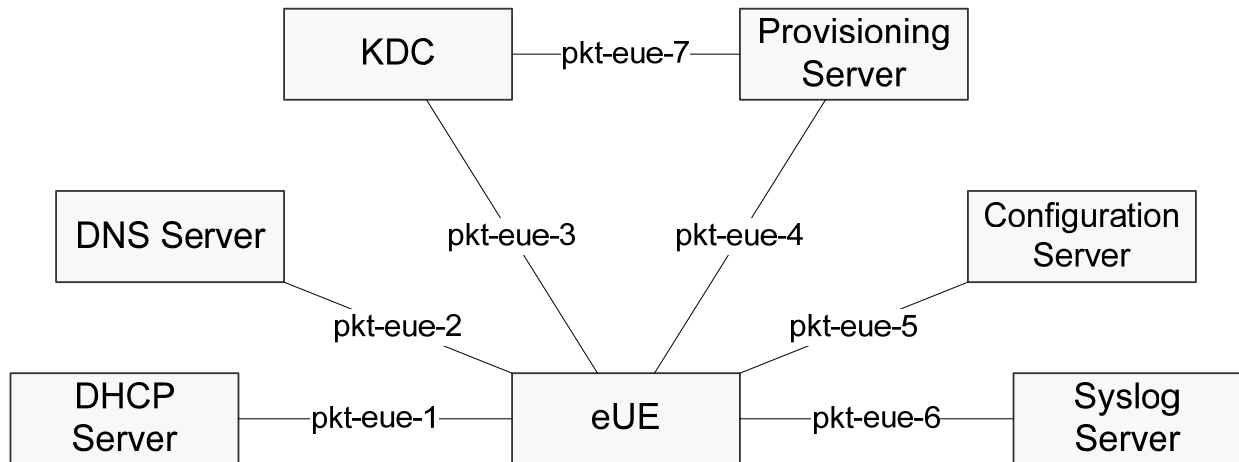 KDC
pkt-eue-7
Provisioning
Server
DNS Server
pkt-eue-3
pkt-eue-4
Configuration
Server
pkt-eue-2
pkt-eue-5
DHCP
Server
pkt-eue-1
eUE
pkt-eue-6
Syslog
Server